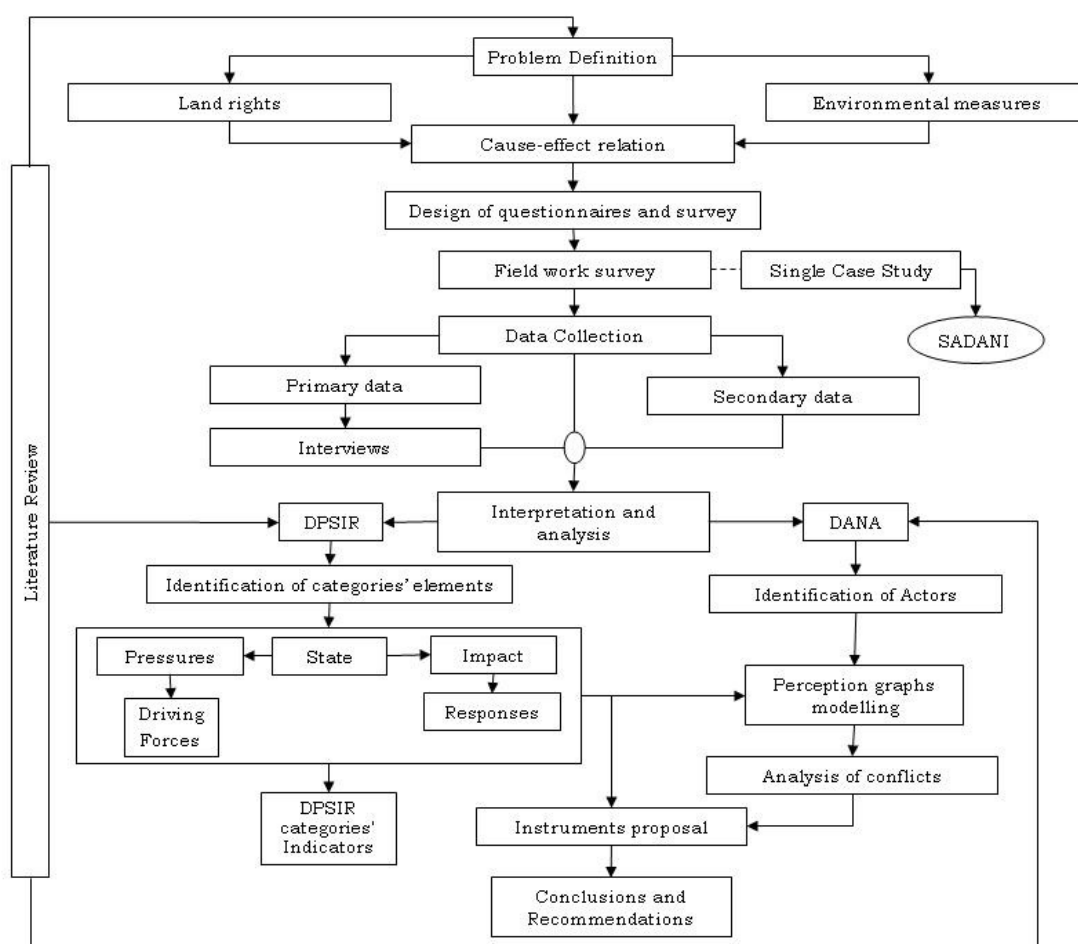 Problem Definition
Land rights
Environmental measures
Cause-effect relation
Design of questionnaires and survey
Field work survey
Single Case Study
SADANI
Data Collection
Primary data
Secondary data
Interviews
Literature Review
Interpretation and
analysis
DPSIR
DANA
Identification of categories' elements
Identification of Actors
Pressures
State
Impact
Driving
Forces
Responses
Perception graphs
modelling
Analysis of conflicts
DPSIR
categories'
Indicators
Instruments proposal
Conclusions and
Recommendations